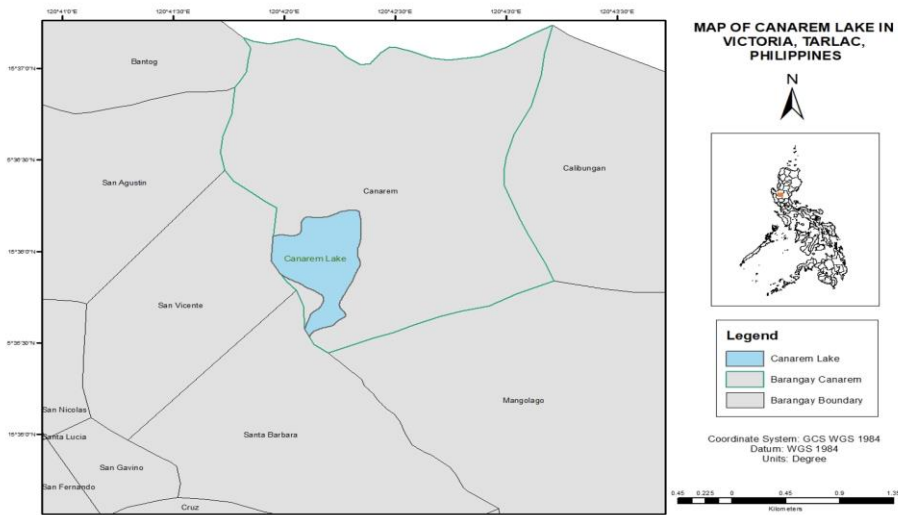 120°41'0"E
120°41'30"E
120°42'0"E
120°42'30"E
120°43'0"E
120°43'30"E
MAP OF CANAREM LAKE IN
VICTORIA, TARLAC,
PHILIPPINES
N
Bantog
San Agustin
Canarem
Calibungan
Canarem Lake
San Vicente
San Nicolas
Santa Lucia
San Gavino
San Fernando
Santa Barbara
Cruz
Mangolago
Legend
Canarem Lake
Barangay Canarem
Barangay Boundary
Coordinate System: GCS WGS 1984
Datum: WGS 1984
Units: Degree
0.45 0.225 0 0.45 0.9 1.35
Kilometers